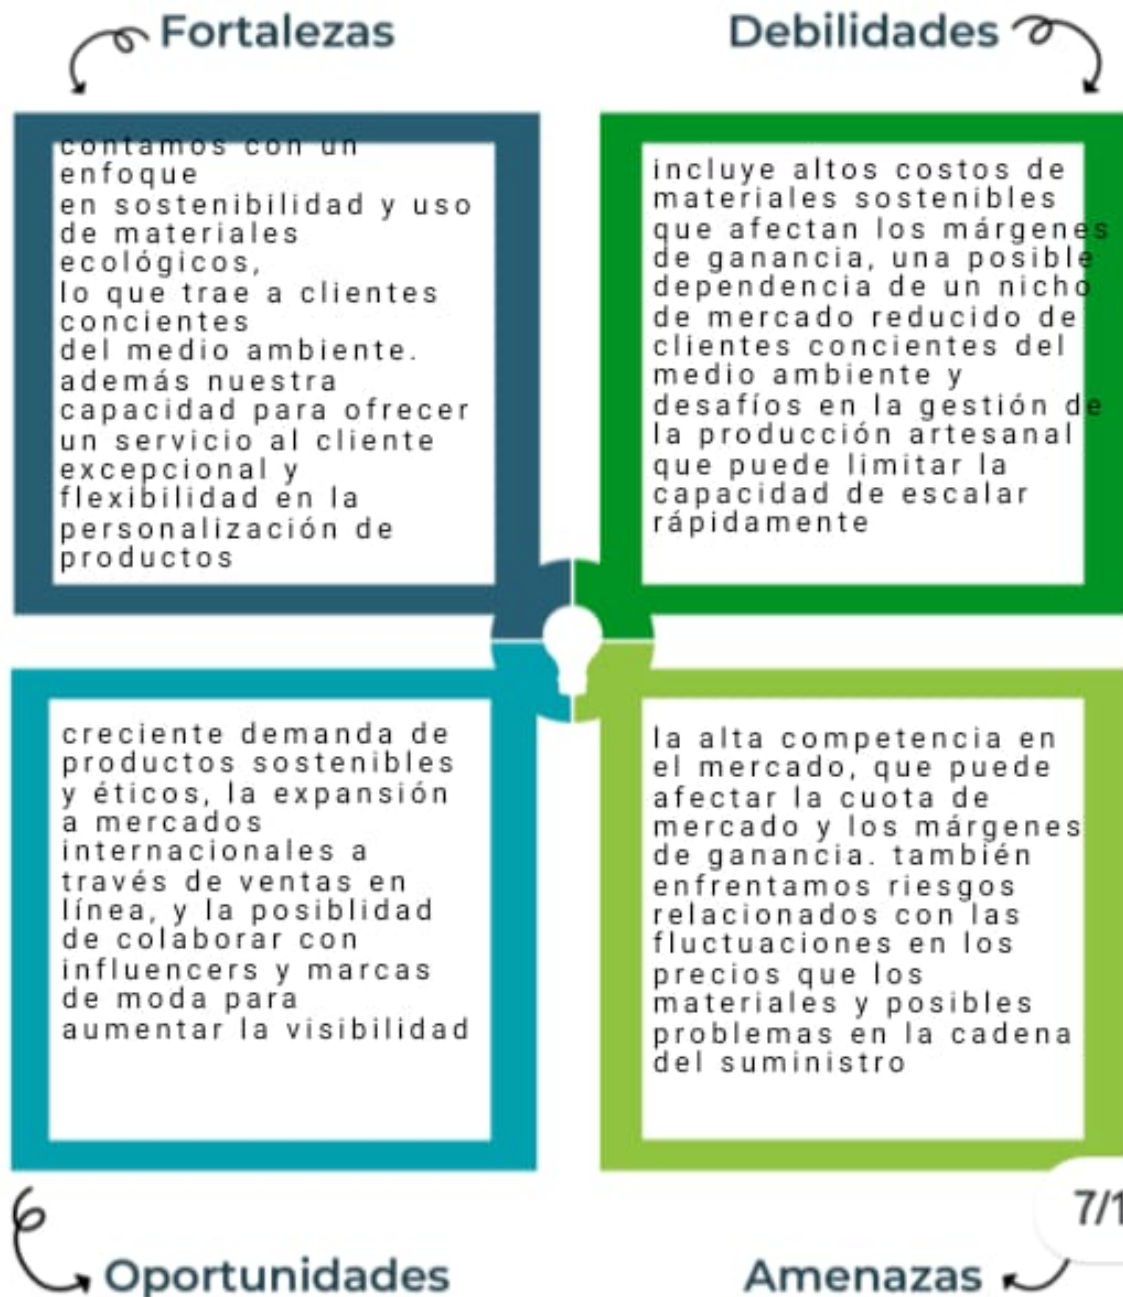 Fortalezas
contamos con un
enfoque
en sostenibilidad y uso
de materiales
ecológicos,
lo que trae a clientes
concientes
del medio ambiente.
además nuestra
capacidad para ofrecer
un servicio al cliente
excepcional y
flexibilidad en la
personalización de
productos
Debilidades
incluye altos costos de
materiales sostenibles
que afectan los márgenes
de ganancia, una posible
dependencia de un nicho
de mercado reducido de
clientes concientes del
medio ambiente y
desafíos en la gestión de
la producción artesanal
que puede limitar la
capacidad de escalar
rápidamente
creciente demanda de
productos sostenibles
y éticos, la expansión
a mercados
internacionales a
través de ventas en
línea, y la posiblidad
de colaborar con
influencers y marcas
de moda para
aumentar la visibilidad
Oportunidades
la alta competencia en
el mercado, que puede
afectar la cuota de
mercado y los márgenes
de ganancia. también
enfrentamos riesgos
relacionados con las
fluctuaciones en los
precios que los
materiales y posibles
problemas en la cadena
del suministro
Amenazas
7/1